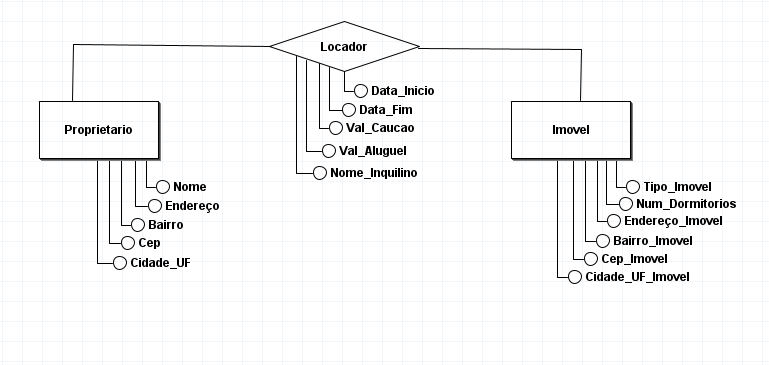 Locador
Data_Inicio
Data_Fim
Val_Caucao
Val_Aluguel
Nome_Inquilino
Proprietario
Nome
Endereço
Bairro
Cep
Cidade_UF
Imovel
Tipo_Imovel
Num_Dormitorios
Endereço_Imovel
Bairro_Imovel
Cep_Imovel
Cidade_UF_Imovel